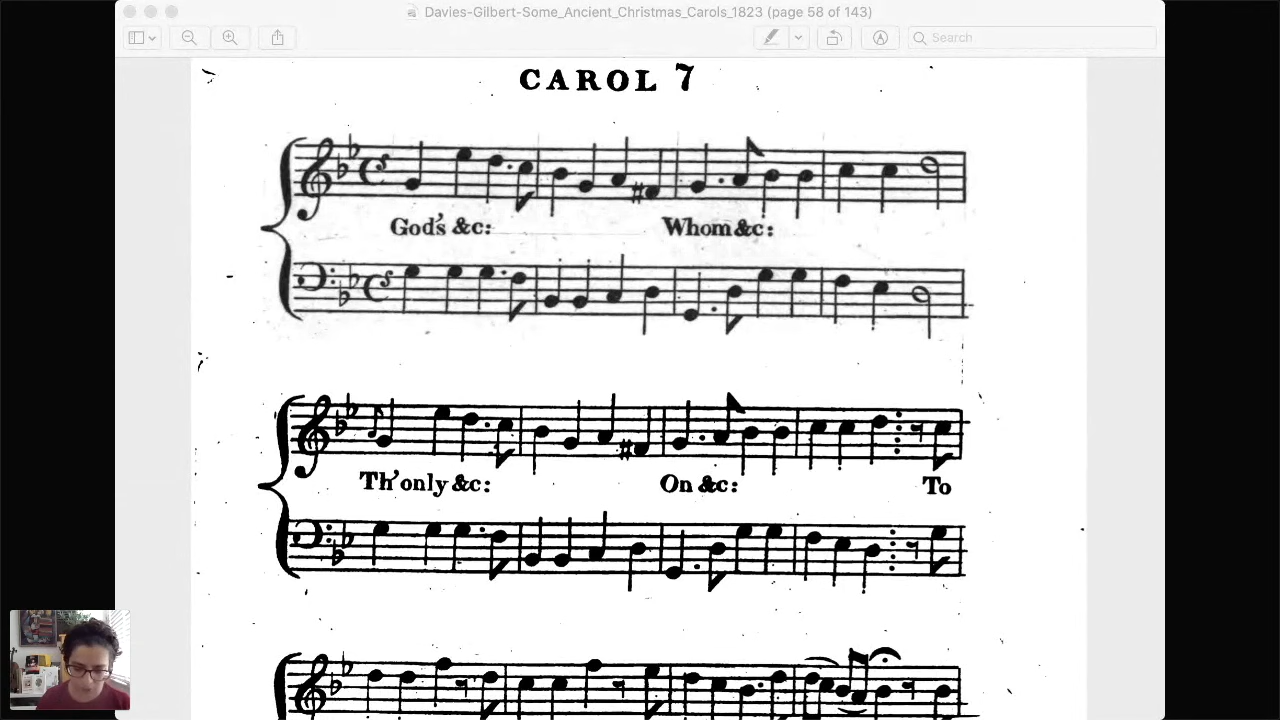 Davies-Gilbert-Some_Ancient_Christmas_Carols_1823 (page 58 of 143)
Search
CAROL 7
God's &c: Whom &c:
Th'only &c: On &c: To